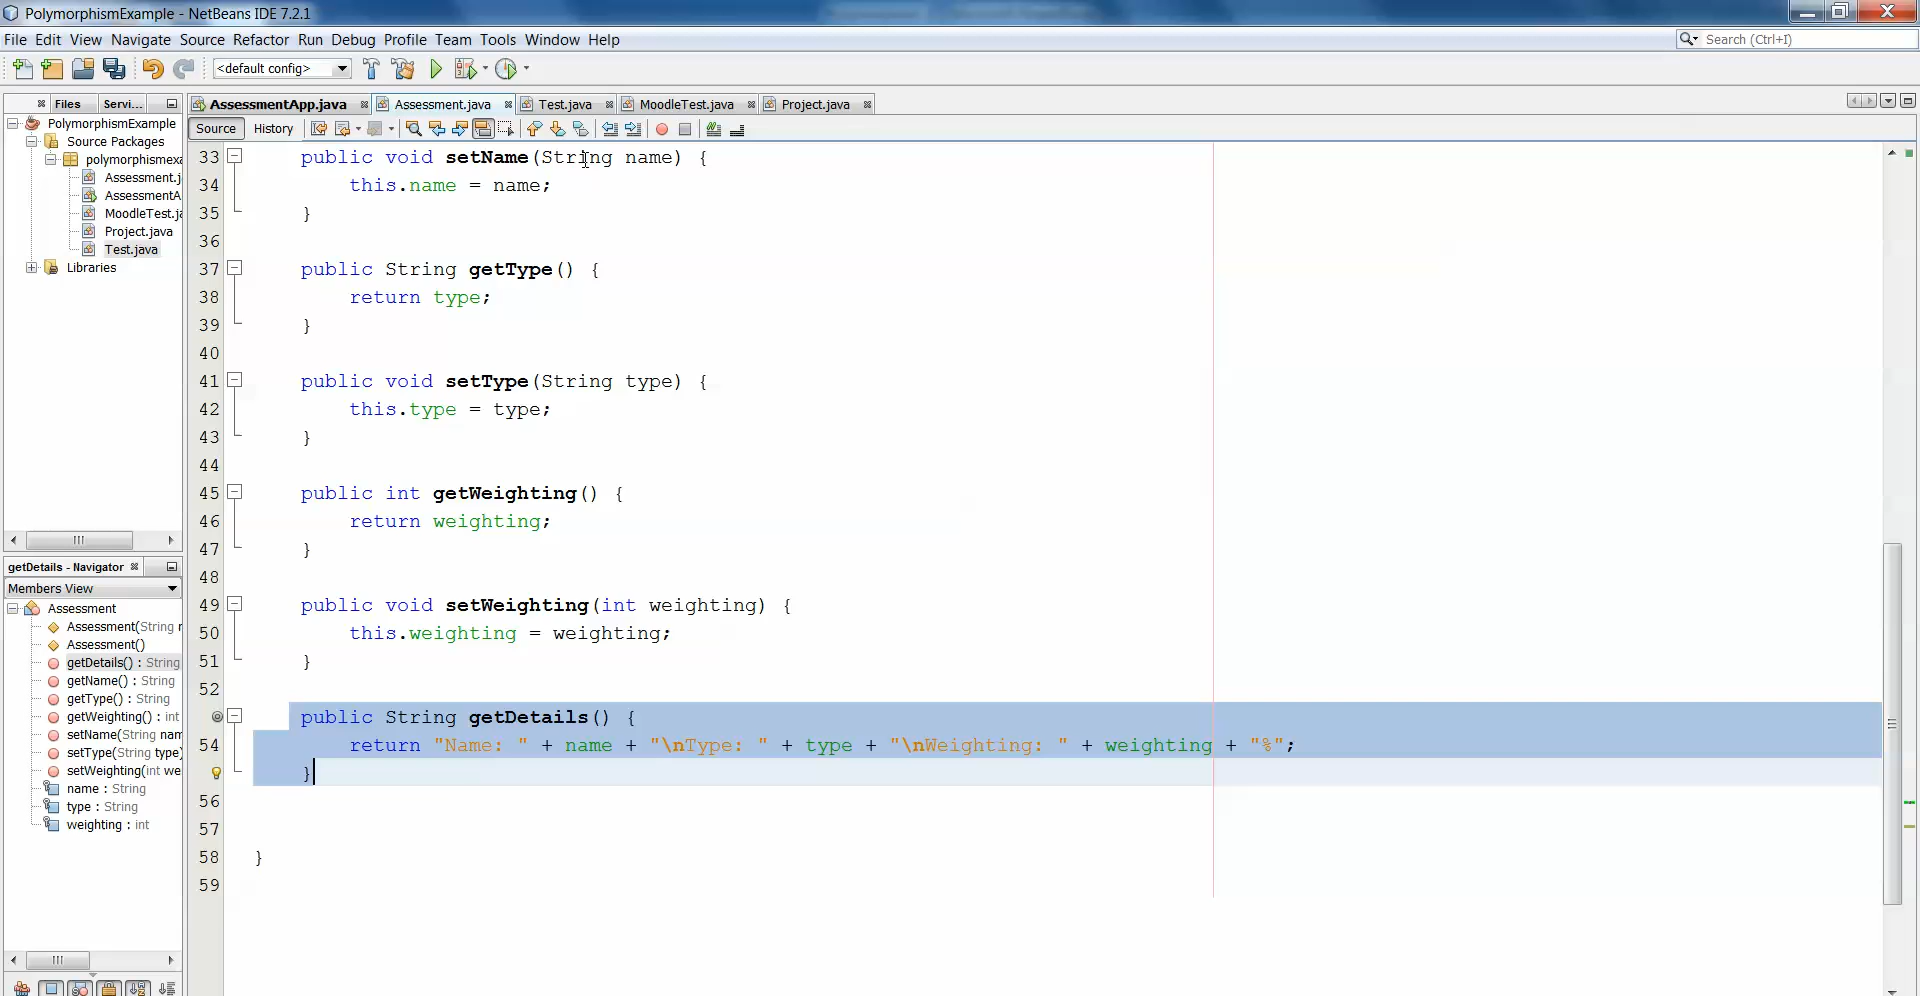 PolymorphismExample - NetBeans IDE 7.2.1
File Edit View Navigate Source Refactor Run Debug Profile Team Tools Window Help
Search (Ctrl+I)
<default config>
Files Servi...
AssessmentApp.java Assessment.java Test.java MoodleTest.java Project.java
Source History
PolymorphismExample
Source Packages
polymorphismexa
Assessment.j
AssessmentA
MoodleTest.ja
Project.java
Test.java
Libraries
33 public void setName(String name) {
34 this.name = name;
35 }
36
37 public String getType() {
38 return type;
39 }
40
41 public void setType(String type) {
42 this.type = type;
43 }
44
45 public int getWeighting() {
46 return weighting;
47 }
48
49 public void setWeighting(int weighting) {
50 this.weighting = weighting;
51 }
52
public String getDetails() {
54 return "Name: " + name + "\nType: " + type + "\nWeighting: " + weighting + "%";
}
56
57
58 }
59
getDetails - Navigator
Members View
Assessment
Assessment(String n
Assessment()
getDetails() : String
getName() : String
getType() : String
getWeighting() : int
setName(String nam
setType(String type)
setWeighting(int we
name : String
type : String
weighting : int